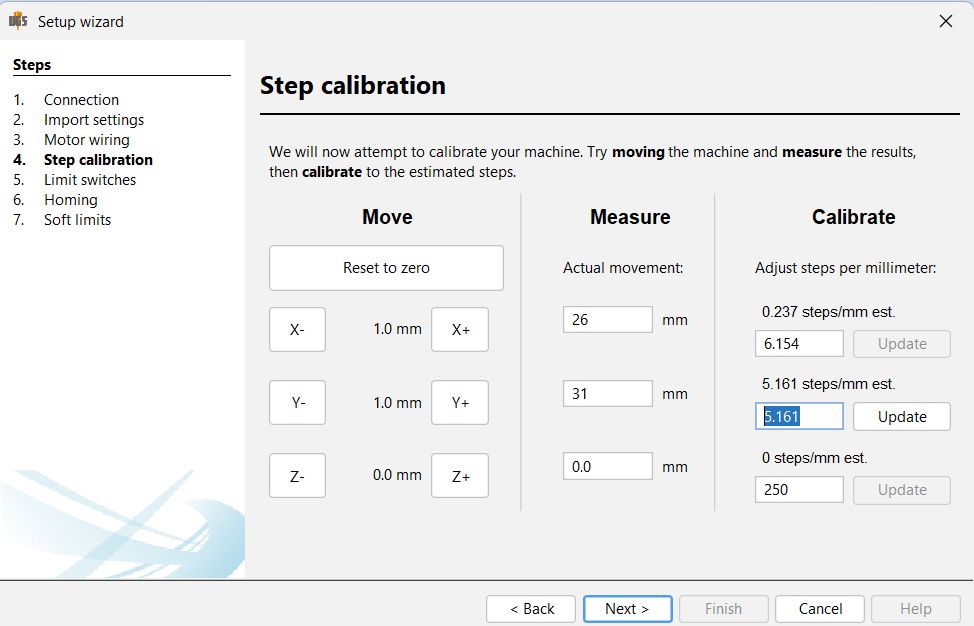 UGS Setup wizard
Steps
1. Connection
2. Import settings
3. Motor wiring
4. Step calibration
5. Limit switches
6. Homing
7. Soft limits
Step calibration
We will now attempt to calibrate your machine. Try moving the machine and measure the results,
then calibrate to the estimated steps.
Move
Reset to zero
X- 1.0 mm X+
Y- 1.0 mm Y+
Z- 0.0 mm Z+
Measure
Actual movement:
26 mm
31 mm
0.0 mm
Calibrate
Adjust steps per millimeter:
0.237 steps/mm est.
6.154 Update
5.161 steps/mm est.
5.161 Update
0 steps/mm est.
250 Update
< Back Next > Finish Cancel Help